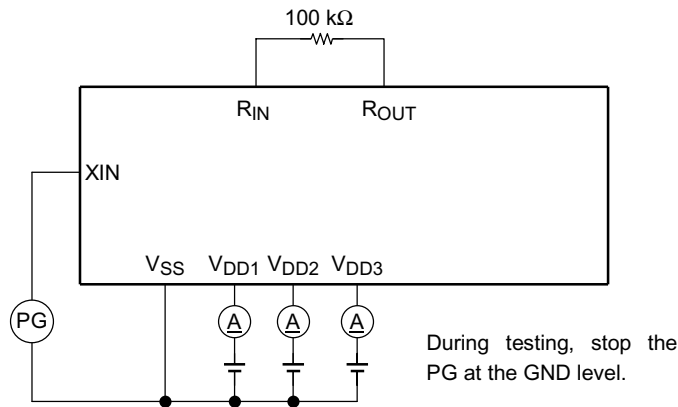 100 kΩ
RIN ROUT
XIN
VSS VDD1 VDD2 VDD3
PG A A A
During testing, stop the
PG at the GND level.